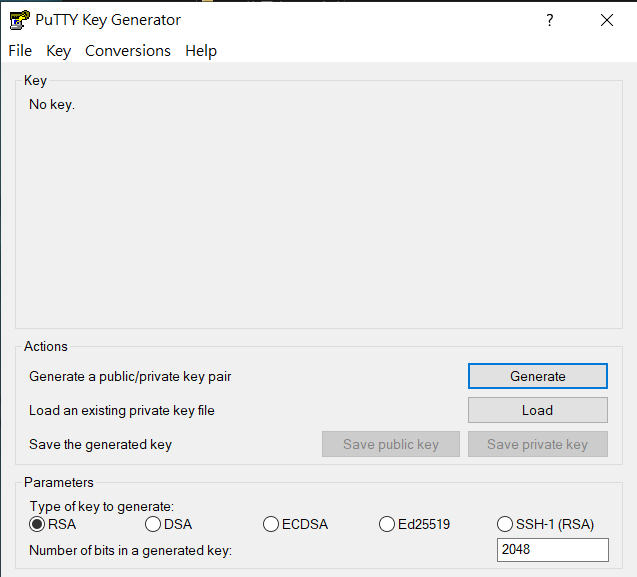 PuTTY Key Generator
?
File Key Conversions Help
Key
No key.
Actions
Generate a public/private key pair
Generate
Load an existing private key file
Load
Save the generated key
Save public key
Save private key
Parameters
Type of key to generate:
RSA DSA ECDSA Ed25519 SSH-1 (RSA)
Number of bits in a generated key:
2048